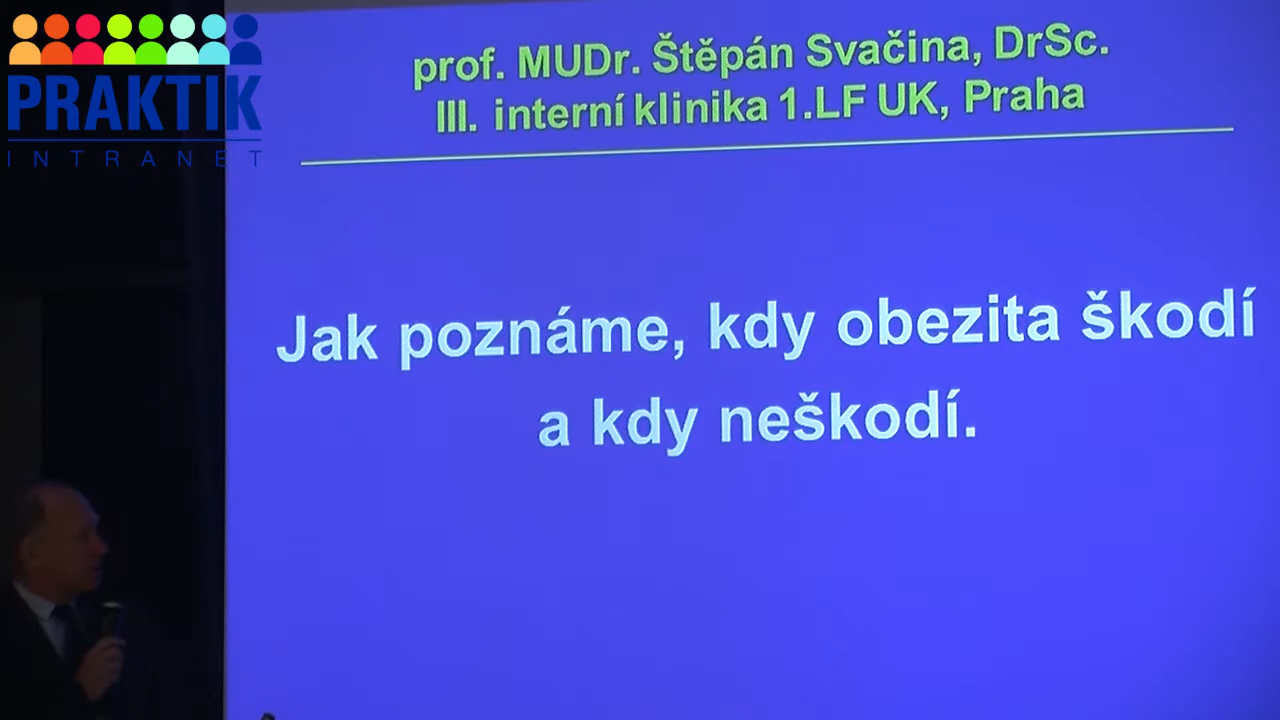 PRAKTIK
INTRANET
prof. MUDr. Štěpán Svačina, DrSc.
III. interní klinika 1.LF UK, Praha
Jak poznáme, kdy obezita škodí
a kdy neškodí.